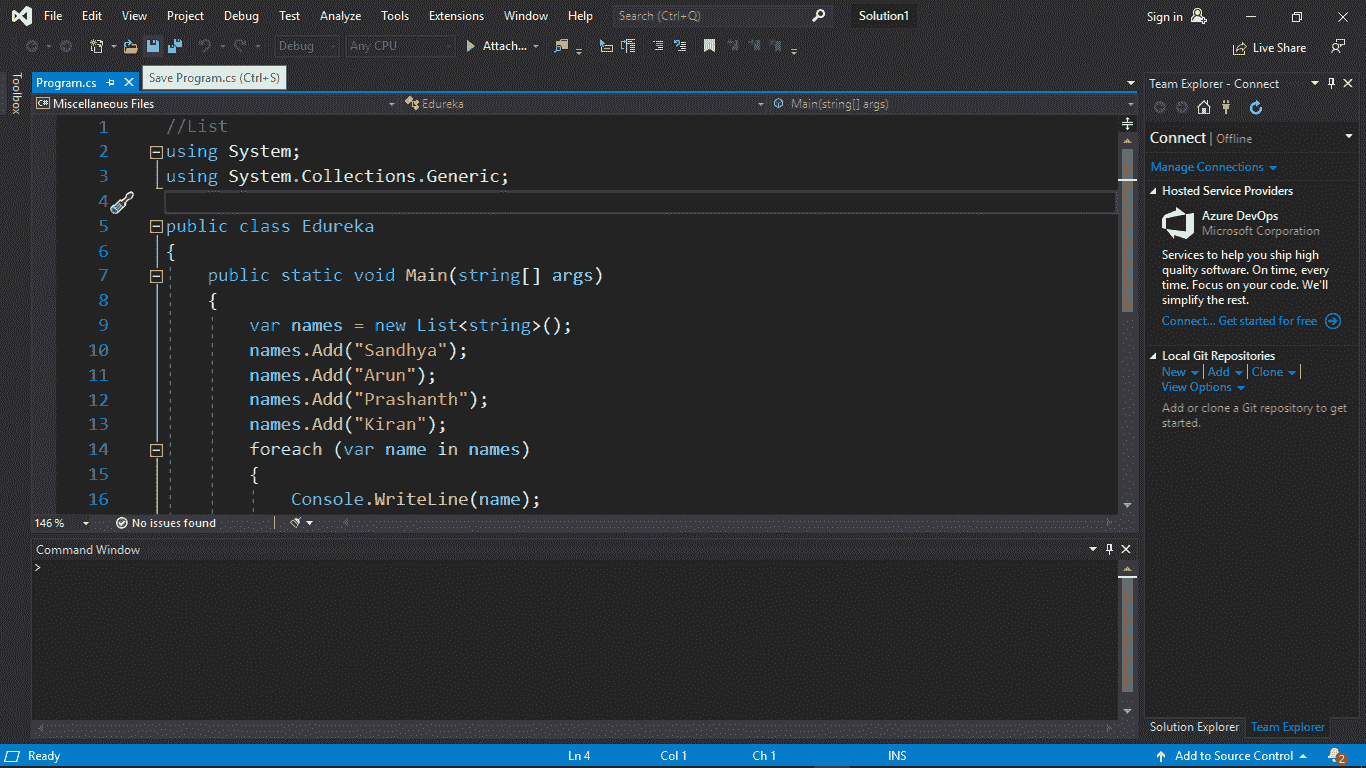 File Edit View Project Debug Test Analyze Tools Extensions Window Help Search (Ctrl+Q) Solution1 Sign in
Debug Any CPU Attach... Live Share
Toolbox
Program.cs Save Program.cs (Ctrl+S)
C# Miscellaneous Files Edureka Main(string[] args)
1 //List
2 using System;
3 using System.Collections.Generic;
4
5 public class Edureka
6 {
7 public static void Main(string[] args)
8 {
9 var names = new List<string>();
10 names.Add("Sandhya");
11 names.Add("Arun");
12 names.Add("Prashanth");
13 names.Add("Kiran");
14 foreach (var name in names)
15 {
16 Console.WriteLine(name);
146 % No issues found
Command Window
>
Team Explorer - Connect
Connect | Offline
Manage Connections
Hosted Service Providers
Azure DevOps
Microsoft Corporation
Services to help you ship high
quality software. On time, every
time. Focus on your code. We'll
simplify the rest.
Connect... Get started for free
Local Git Repositories
New Add Clone
View Options
Add or clone a Git repository to get
started.
Solution Explorer Team Explorer
Ready Ln 4 Col 1 Ch 1 INS Add to Source Control 2